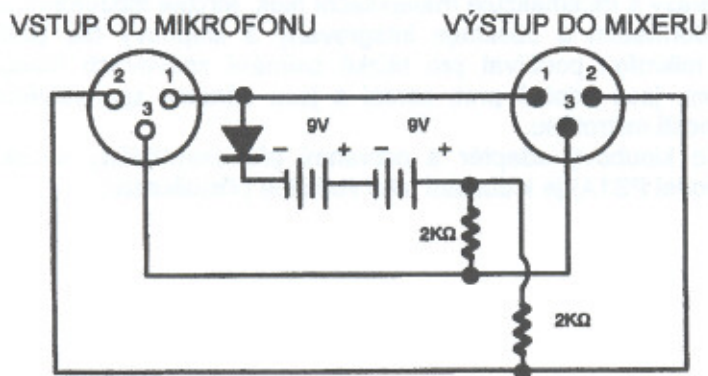 VSTUP OD MIKROFONU
VÝSTUP DO MIXERU
2 1
3
1 2
3
9V 9V
− + − +
2KΩ
2KΩ